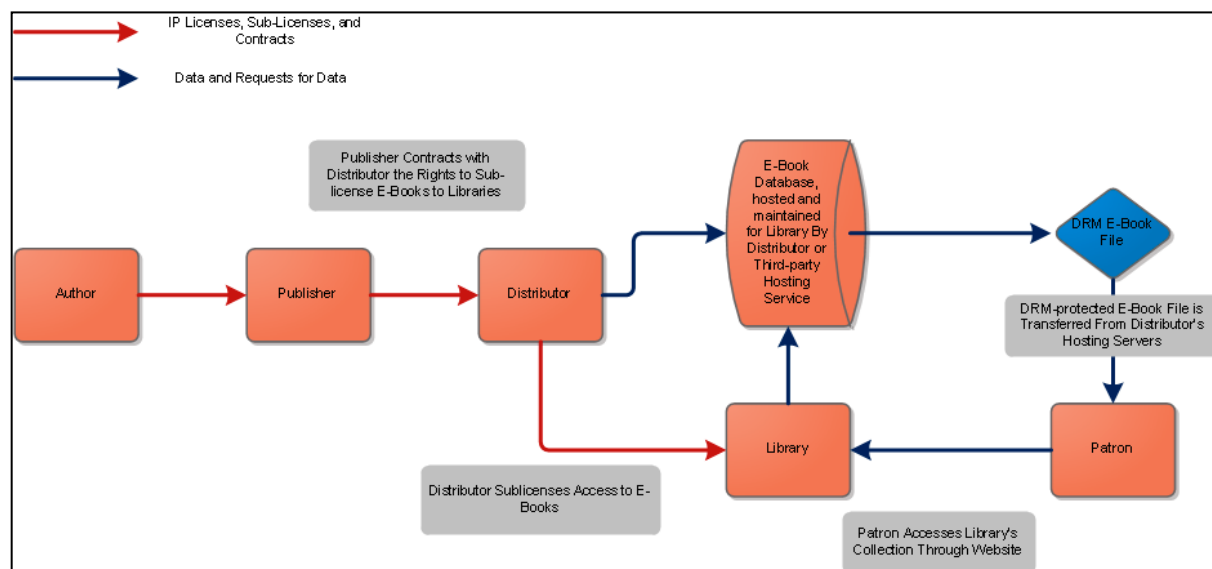 IP Licenses, Sub-Licenses, and
Contracts
Data and Requests for Data
Publisher Contracts with
Distributor the Rights to Sub-
license E-Books to Libraries
E-Book
Database,
hosted and
maintained
for Library By
Distributor or
Third-party
Hosting
Service
DRM E-Book
File
Author
Publisher
Distributor
DRM-protected E-Book File is
Transferred From Distributor's
Hosting Servers
Library
Patron
Distributor Sublicenses Access to E-
Books
Patron Accesses Library's
Collection Through Website